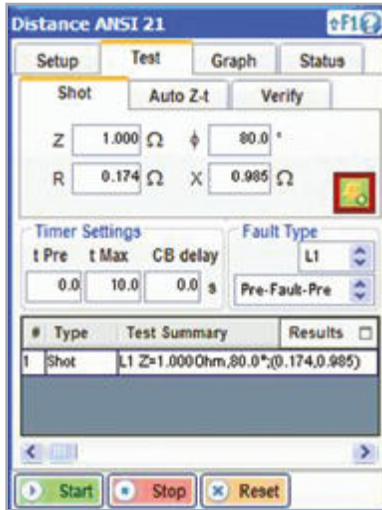 Distance ANSI 21 F1
Setup Test Graph Status
Shot Auto Z-t Verify
Z 1.000 Ω ϕ 80.0 °
R 0.174 Ω X 0.985 Ω
Timer Settings Fault Type
t Pre t Max CB delay L1
0.0 10.0 0.0 s Pre-Fault-Pre
# Type Test Summary Results
1 Shot L1 Z=1.000Ohm,80.0°;(0.174,0.985)
Start Stop Reset